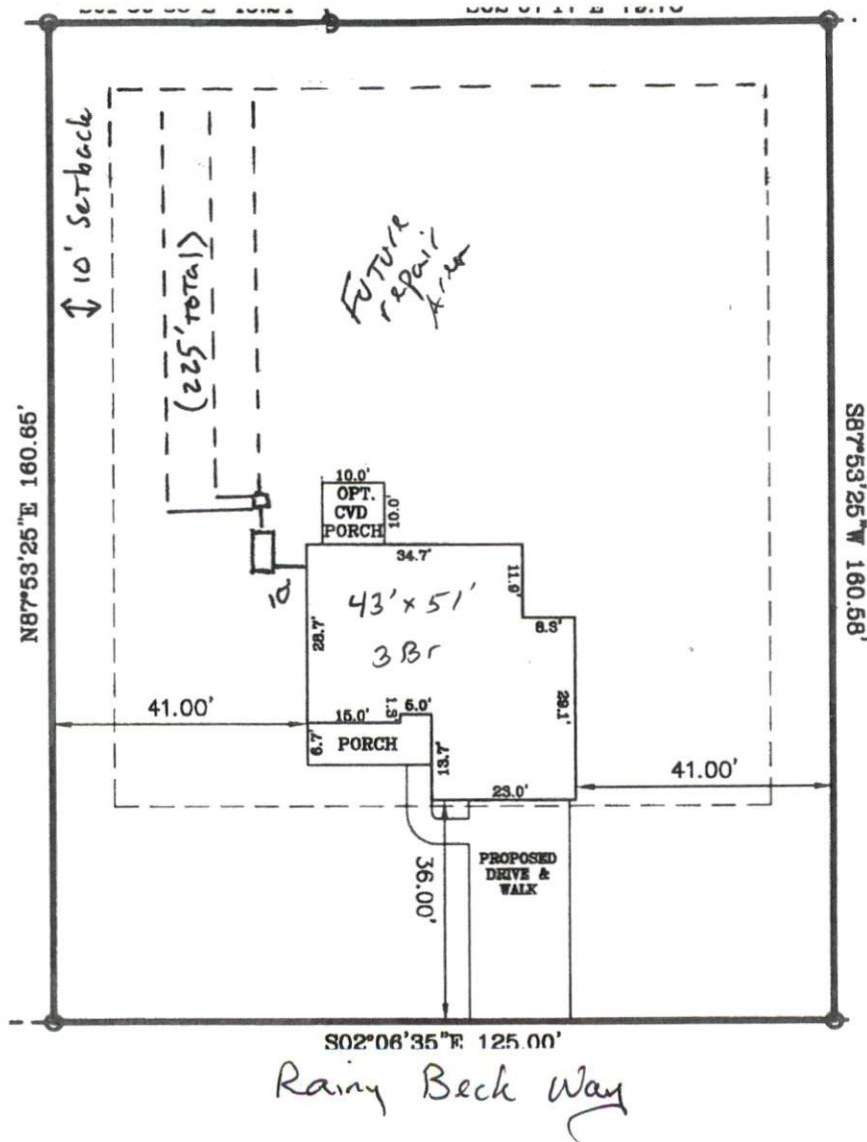 10' Setback
(225' TOTAL)
Future
repair
Area
N87°53'25"E 160.65'
S87°53'25"W 160.58'
10.0'
OPT.
CVD
PORCH
10.0'
34.7'
11.9'
8.3'
10
43' x 51'
3 Br
28.7'
29.1'
41.00'
15.0'
1.3'
5.0'
6.7'
PORCH
13.7'
23.0'
41.00'
36.00'
PROPOSED
DRIVE &
WALK
S02°06'35"E 125.00'
Rainy Beck Way